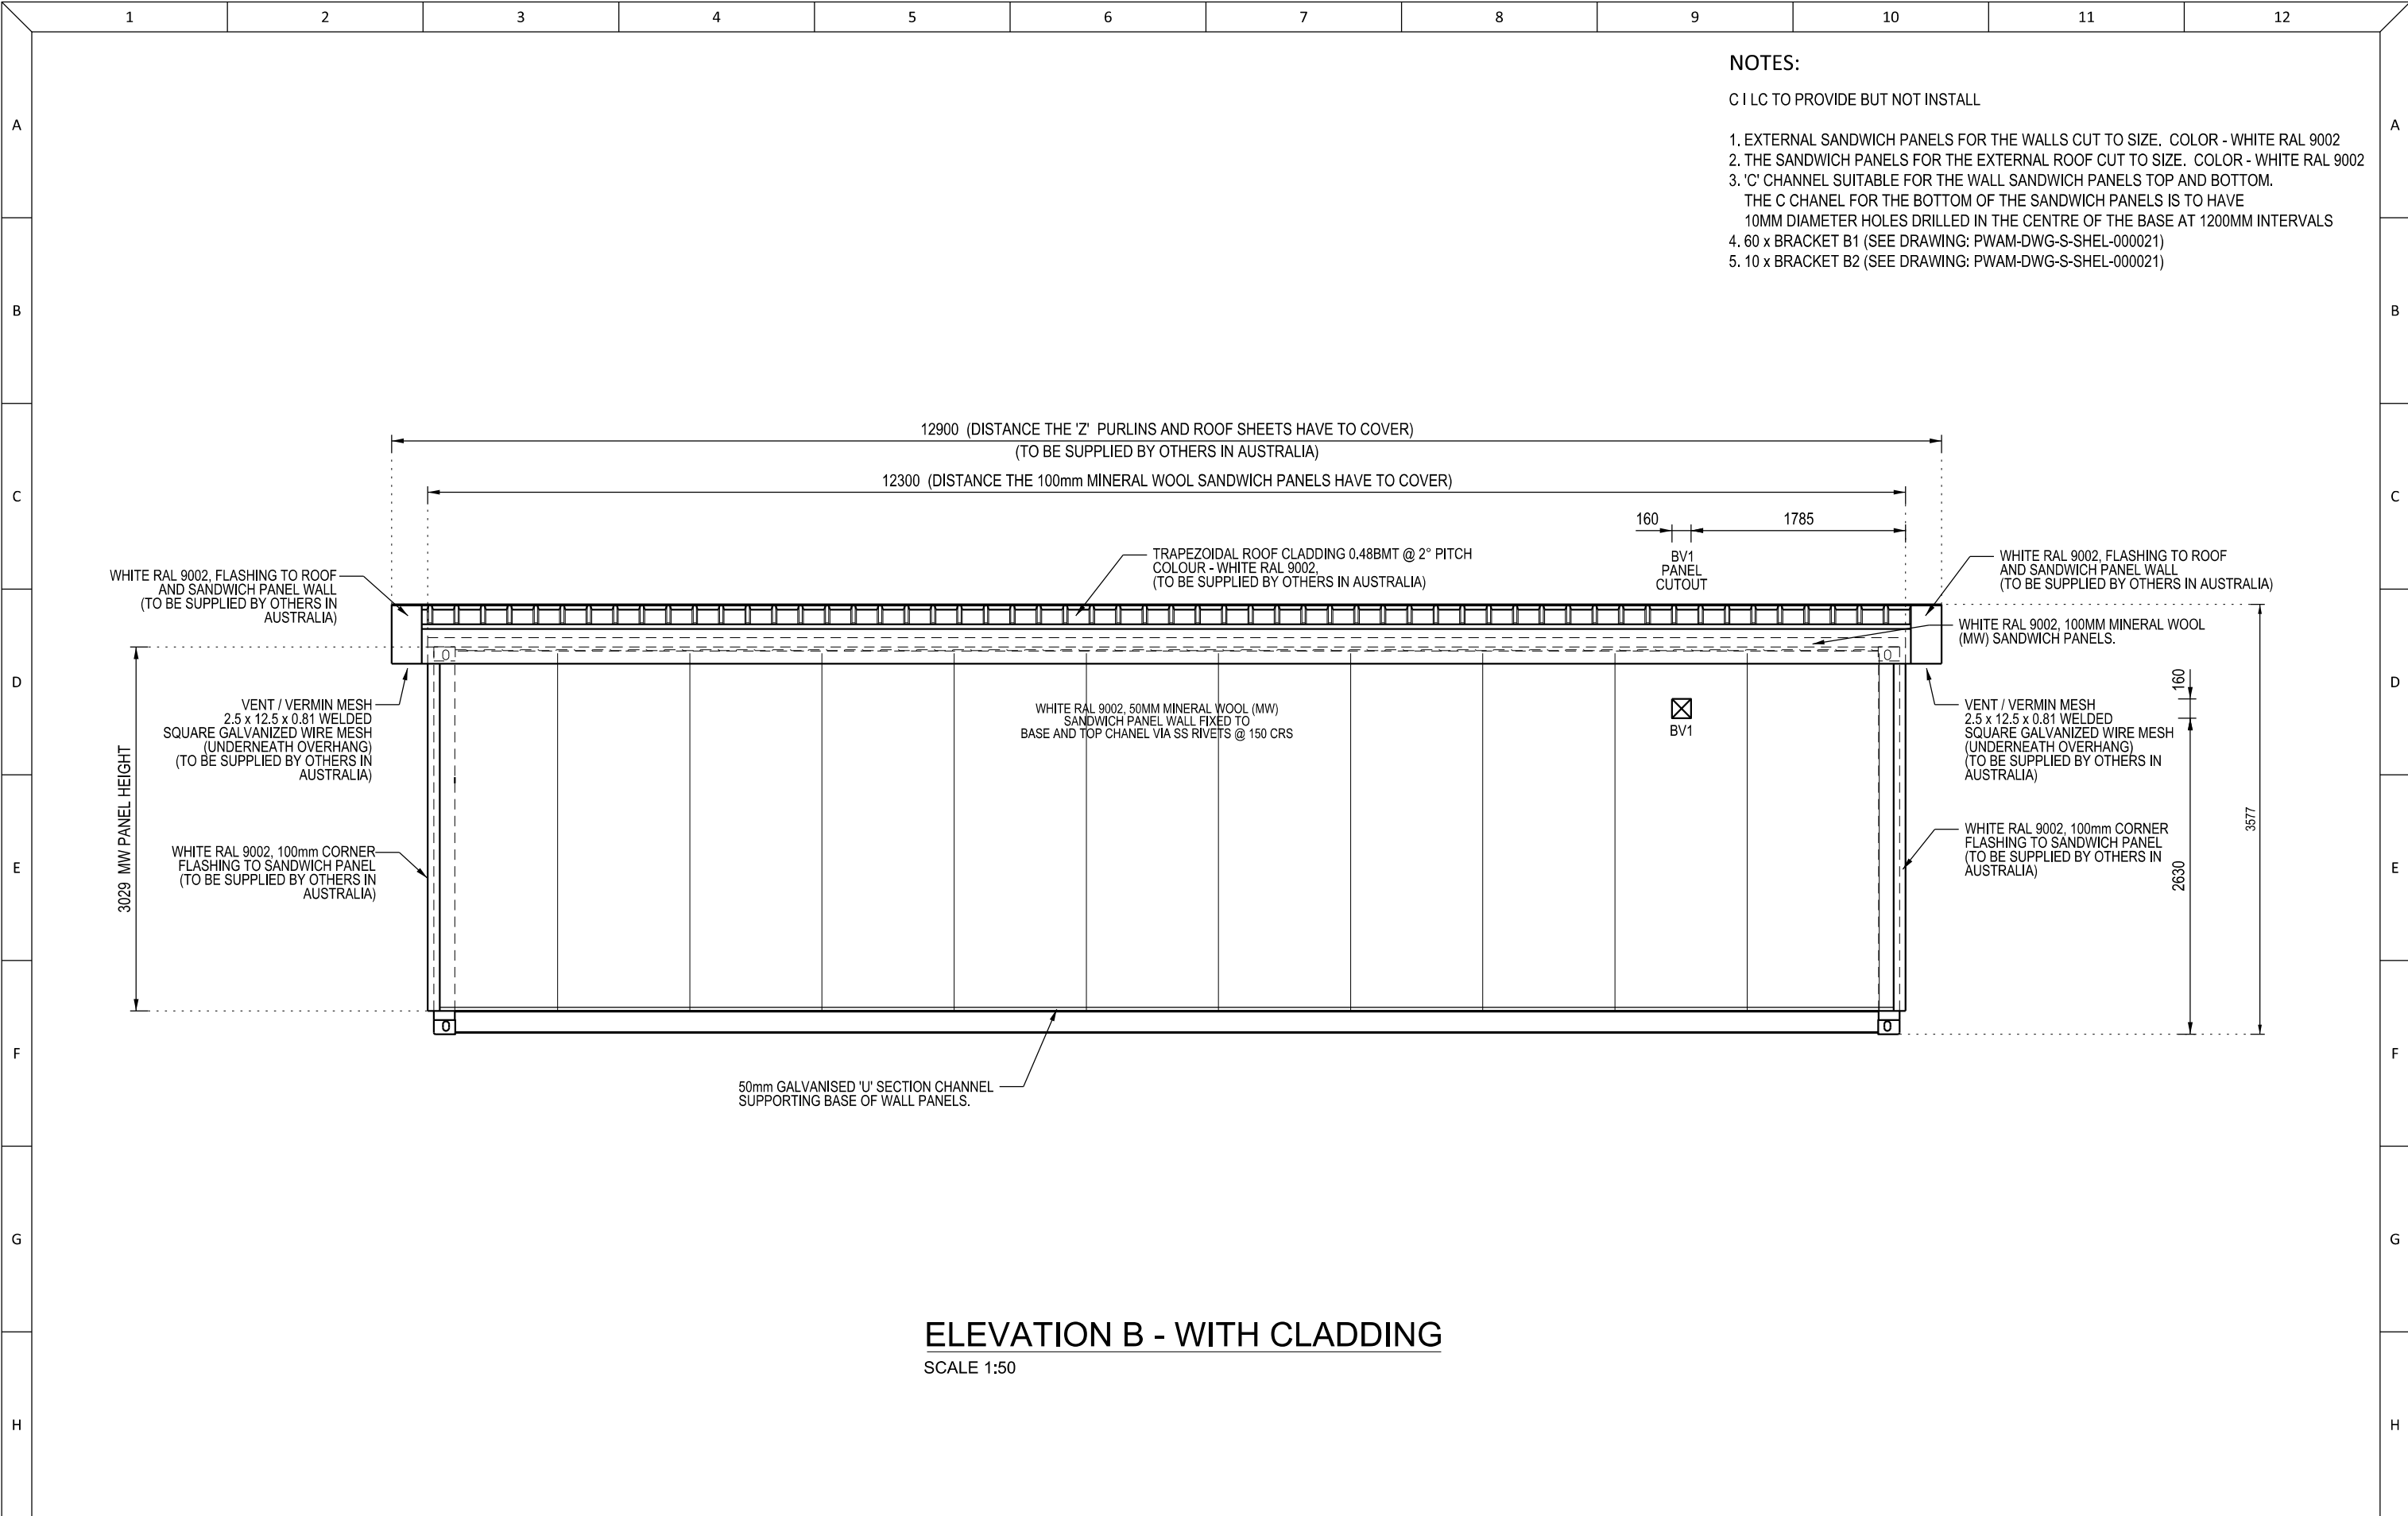 1 2 3 4 5 6 7 8 9 10 11 12
NOTES:
C I LC TO PROVIDE BUT NOT INSTALL
1. EXTERNAL SANDWICH PANELS FOR THE WALLS CUT TO SIZE. COLOR - WHITE RAL 9002
2. THE SANDWICH PANELS FOR THE EXTERNAL ROOF CUT TO SIZE. COLOR - WHITE RAL 9002
3. 'C' CHANNEL SUITABLE FOR THE WALL SANDWICH PANELS TOP AND BOTTOM.
THE C CHANEL FOR THE BOTTOM OF THE SANDWICH PANELS IS TO HAVE
10MM DIAMETER HOLES DRILLED IN THE CENTRE OF THE BASE AT 1200MM INTERVALS
4. 60 x BRACKET B1 (SEE DRAWING: PWAM-DWG-S-SHEL-000021)
5. 10 x BRACKET B2 (SEE DRAWING: PWAM-DWG-S-SHEL-000021)
A A
B B
C C
D D
E E
F F
G G
H H
12900 (DISTANCE THE 'Z' PURLINS AND ROOF SHEETS HAVE TO COVER)
(TO BE SUPPLIED BY OTHERS IN AUSTRALIA)
12300 (DISTANCE THE 100mm MINERAL WOOL SANDWICH PANELS HAVE TO COVER)
160
1785
BV1
PANEL
CUTOUT
TRAPEZOIDAL ROOF CLADDING 0.48BMT @ 2° PITCH
COLOUR - WHITE RAL 9002,
(TO BE SUPPLIED BY OTHERS IN AUSTRALIA)
WHITE RAL 9002, FLASHING TO ROOF
AND SANDWICH PANEL WALL
(TO BE SUPPLIED BY OTHERS IN
AUSTRALIA)
WHITE RAL 9002, FLASHING TO ROOF
AND SANDWICH PANEL WALL
(TO BE SUPPLIED BY OTHERS IN AUSTRALIA)
WHITE RAL 9002, 100MM MINERAL WOOL
(MW) SANDWICH PANELS.
VENT / VERMIN MESH
2.5 x 12.5 x 0.81 WELDED
SQUARE GALVANIZED WIRE MESH
(UNDERNEATH OVERHANG)
(TO BE SUPPLIED BY OTHERS IN
AUSTRALIA)
WHITE RAL 9002, 50MM MINERAL WOOL (MW)
SANDWICH PANEL WALL FIXED TO
BASE AND TOP CHANEL VIA SS RIVETS @ 150 CRS
BV1
VENT / VERMIN MESH
2.5 x 12.5 x 0.81 WELDED
SQUARE GALVANIZED WIRE MESH
(UNDERNEATH OVERHANG)
(TO BE SUPPLIED BY OTHERS IN
AUSTRALIA)
160
2630
3577
3029 MW PANEL HEIGHT
WHITE RAL 9002, 100mm CORNER
FLASHING TO SANDWICH PANEL
(TO BE SUPPLIED BY OTHERS IN
AUSTRALIA)
WHITE RAL 9002, 100mm CORNER
FLASHING TO SANDWICH PANEL
(TO BE SUPPLIED BY OTHERS IN
AUSTRALIA)
50mm GALVANISED 'U' SECTION CHANNEL
SUPPORTING BASE OF WALL PANELS.
ELEVATION B - WITH CLADDING
SCALE 1:50